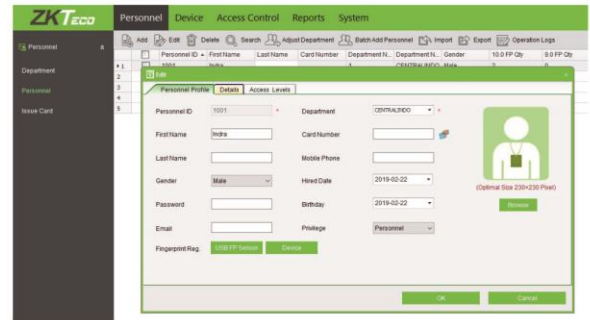 ZKTeco Personnel Device Access Control Reports System
Add Edit Delete Search Adjust Department Batch Add Personnel Import Export Operation Logs
Personnel
Personnel ID First Name Last Name Card Number Department N... Department N... Gender 10.0 FP Qty 9.0 FP Qty
1 1001 Indra 1 CENTRALINDO Male
2
3
4
5
Department
Personnel
Issue Card
Edit
Personnel Profile Details Access Levels
Personnel ID 1001 * Department CENTRALINDO *
First Name Indra Card Number
Last Name Mobile Phone
Gender Male Hired Date 2019-02-22
(Optimal Size 230×230 Pixel)
Password Birthday 2019-02-22 Browse
Email Privilege Personnel
Fingerprint Reg. USB FP Sensor Device
OK Cancel